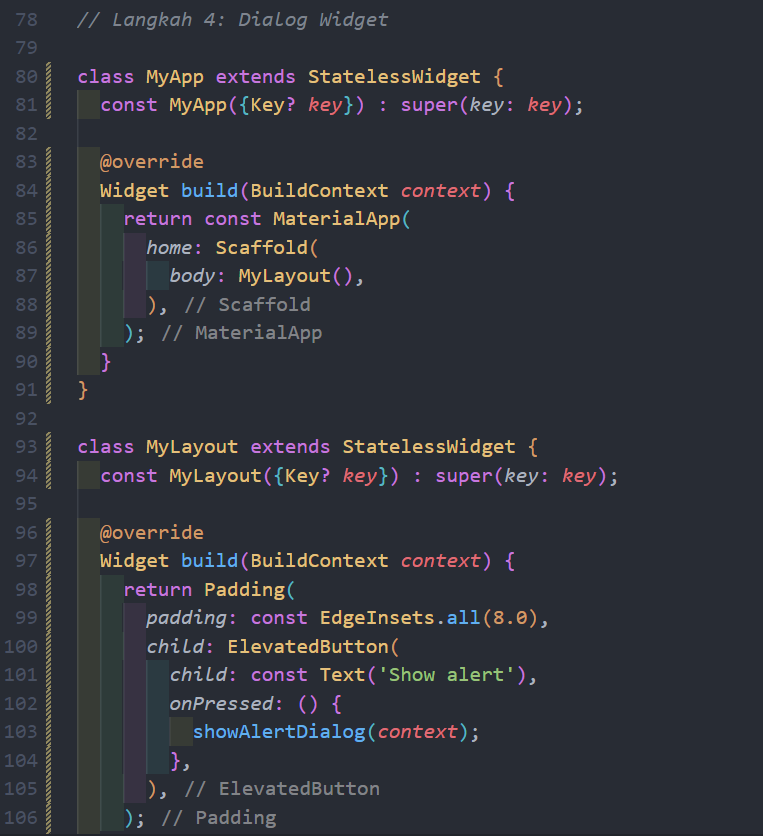 78 // Langkah 4: Dialog Widget
79
80 class MyApp extends StatelessWidget {
81   const MyApp({Key? key}) : super(key: key);
82
83   @override
84   Widget build(BuildContext context) {
85     return const MaterialApp(
86       home: Scaffold(
87         body: MyLayout(),
88       ), // Scaffold
89     ); // MaterialApp
90   }
91 }
92
93 class MyLayout extends StatelessWidget {
94   const MyLayout({Key? key}) : super(key: key);
95
96   @override
97   Widget build(BuildContext context) {
98     return Padding(
99       padding: const EdgeInsets.all(8.0),
100       child: ElevatedButton(
101         child: const Text('Show alert'),
102         onPressed: () {
103           showAlertDialog(context);
104         },
105       ), // ElevatedButton
106     ); // Padding